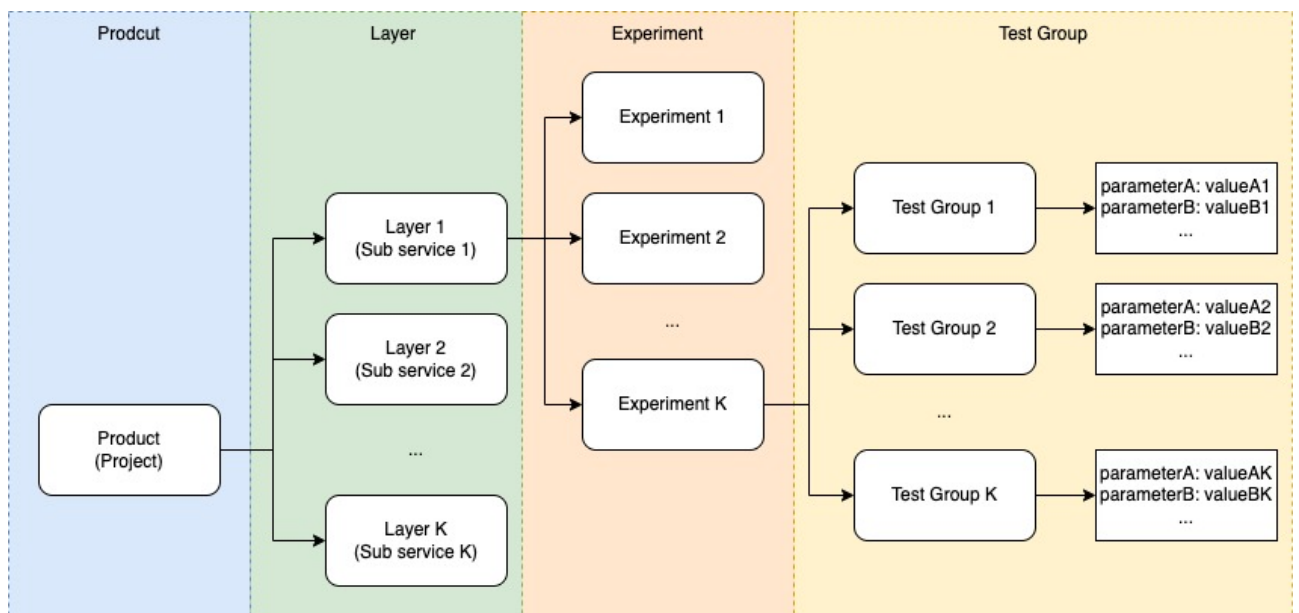 Prodcut
Layer
Experiment
Test Group
Product
(Project)
Layer 1
(Sub service 1)
Layer 2
(Sub service 2)
...
Layer K
(Sub service K)
Experiment 1
Experiment 2
...
Experiment K
Test Group 1
parameterA: valueA1
parameterB: valueB1
...
Test Group 2
parameterA: valueA2
parameterB: valueB2
...
...
Test Group K
parameterA: valueAK
parameterB: valueBK
...